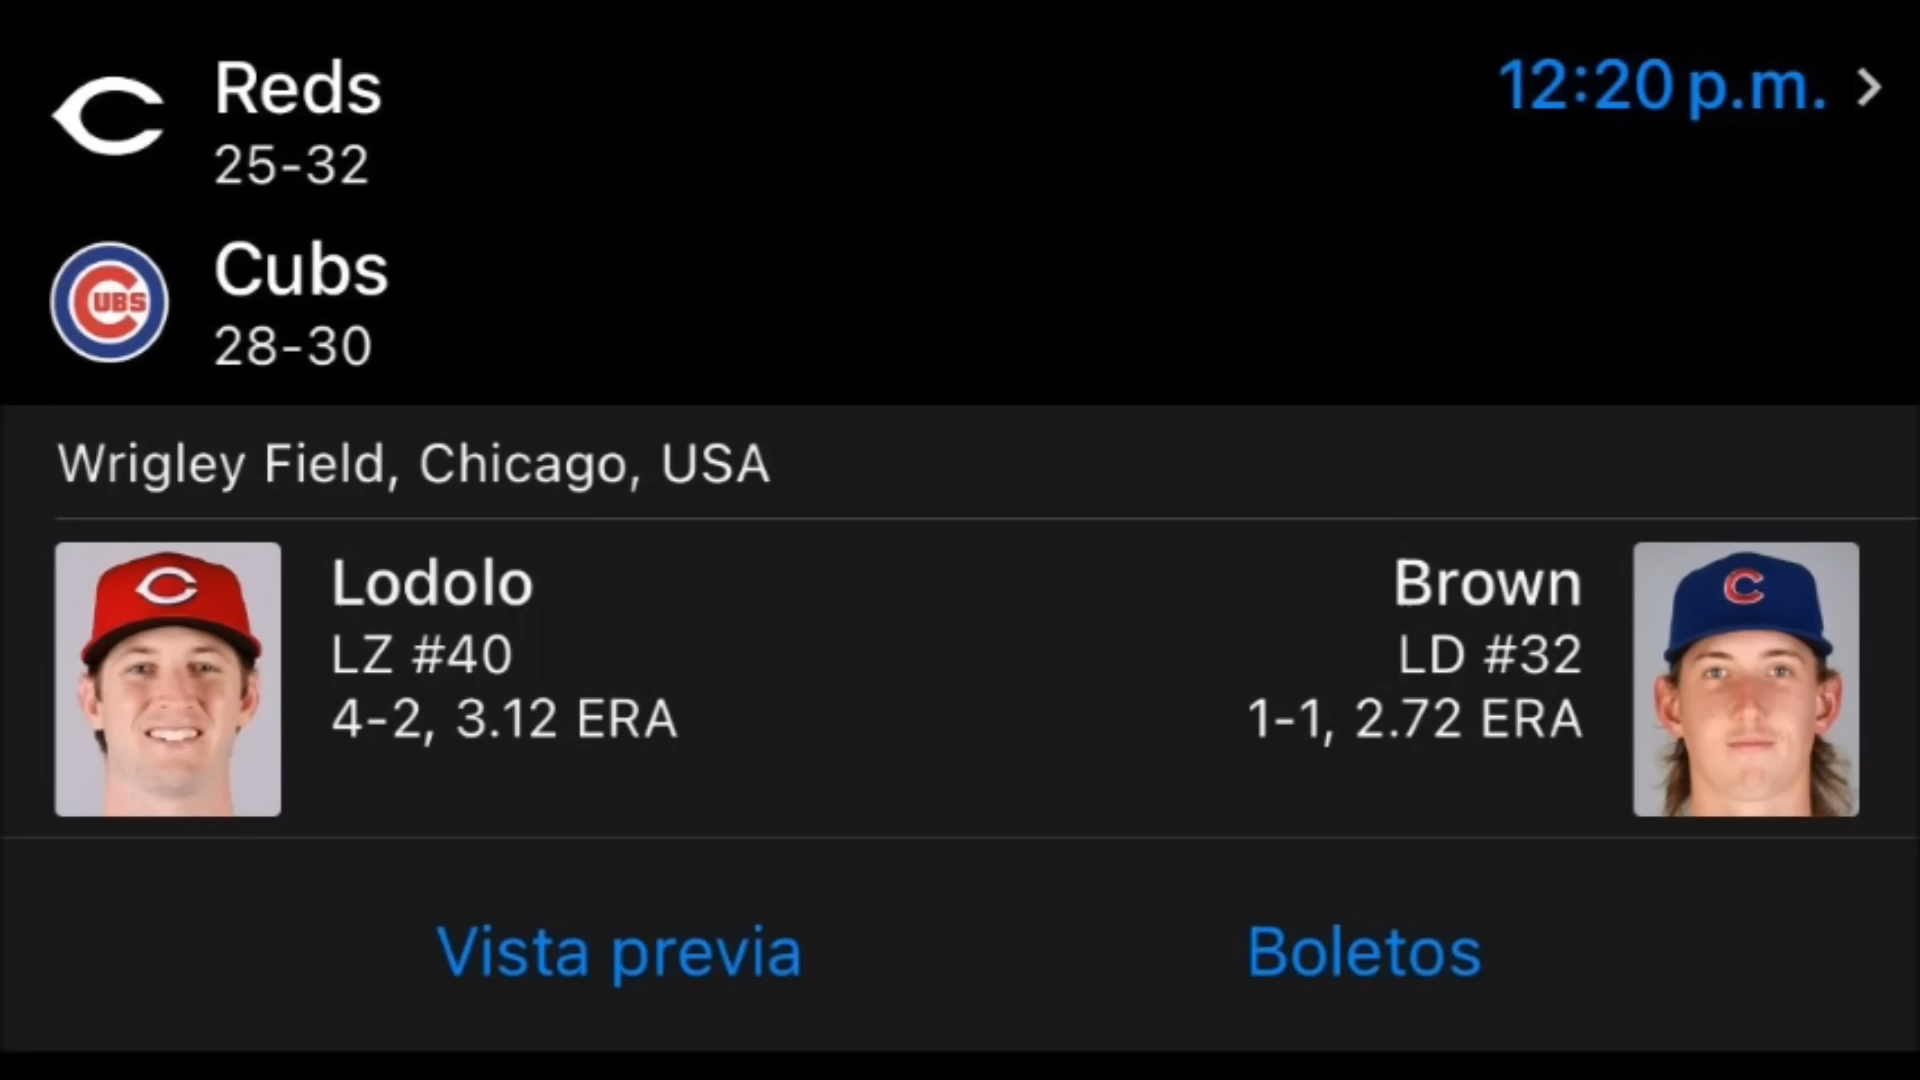 Reds
25-32
12:20 p.m.
UBS
Cubs
28-30
Wrigley Field, Chicago, USA
Lodolo
LZ #40
4-2, 3.12 ERA
Brown
LD #32
1-1, 2.72 ERA
Vista previa
Boletos